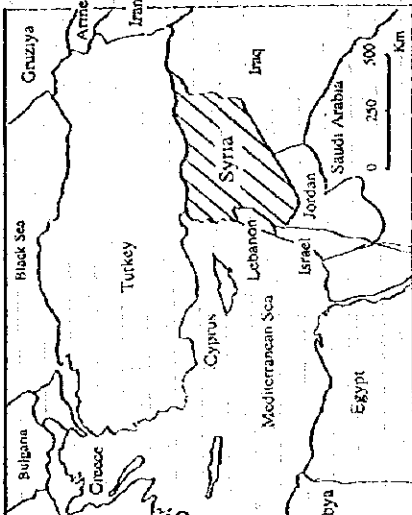 Black Sea
Gruziya
Arme
Iran
Bulgaria
Greece
Turkey
Cyprus
Syria
Iraq
Lebanon
Mediterranean Sea
Israel
Jordan
Saudi Arabia
Egypt
bya
0 250 500
Km